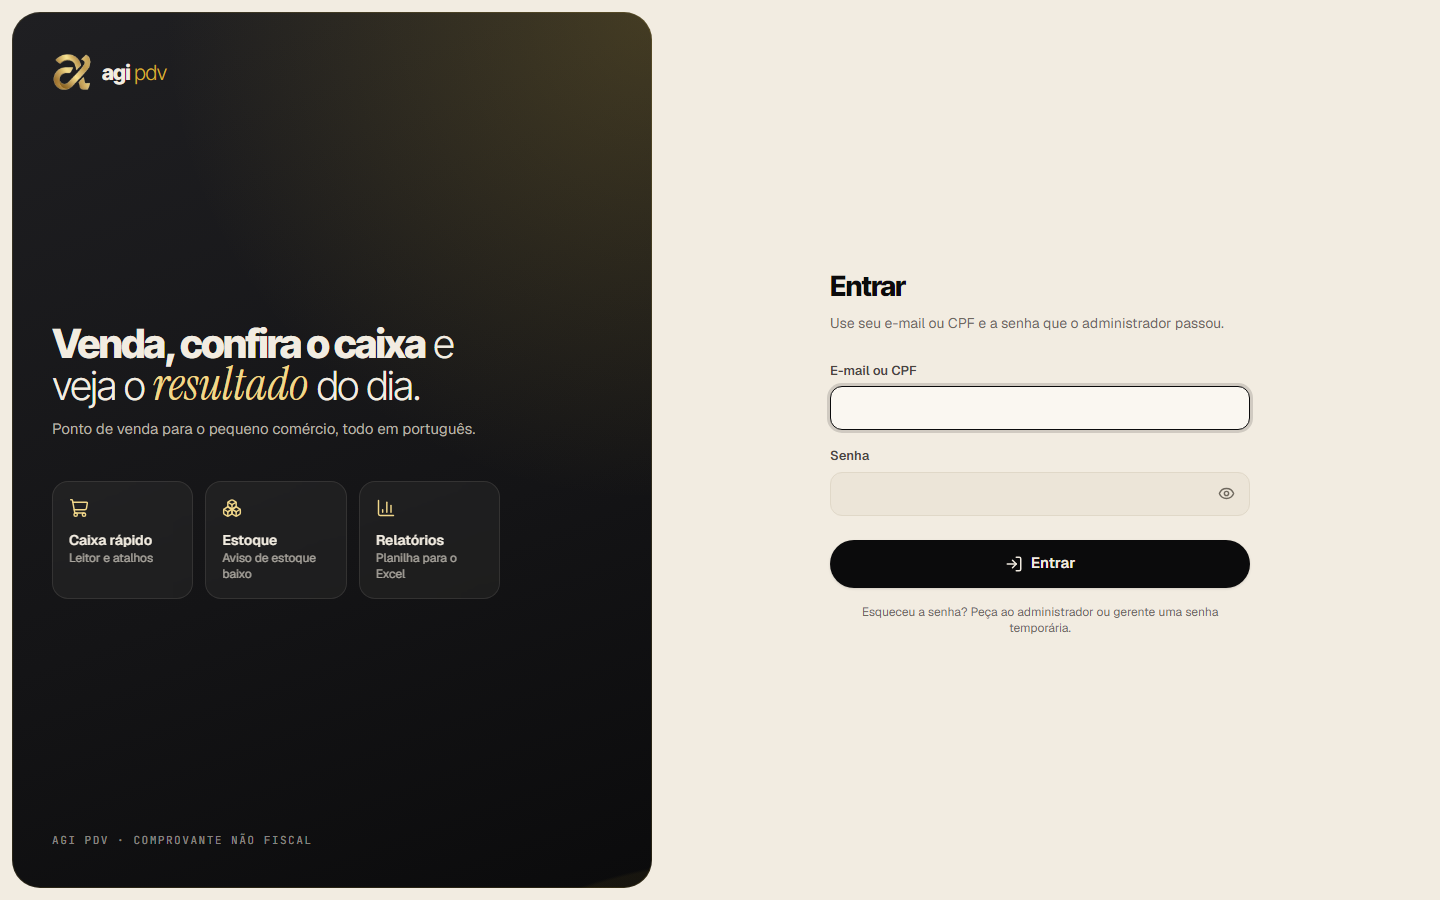 agi pdv
Venda, confira o caixa e
veja o resultado do dia.
Ponto de venda para o pequeno comércio, todo em português.
Caixa rápido
Leitor e atalhos
Estoque
Aviso de estoque
baixo
Relatórios
Planilha para o
Excel
AGI PDV · COMPROVANTE NÃO FISCAL
Entrar
Use seu e-mail ou CPF e a senha que o administrador passou.
E-mail ou CPF
Senha
Entrar
Esqueceu a senha? Peça ao administrador ou gerente uma senha
temporária.